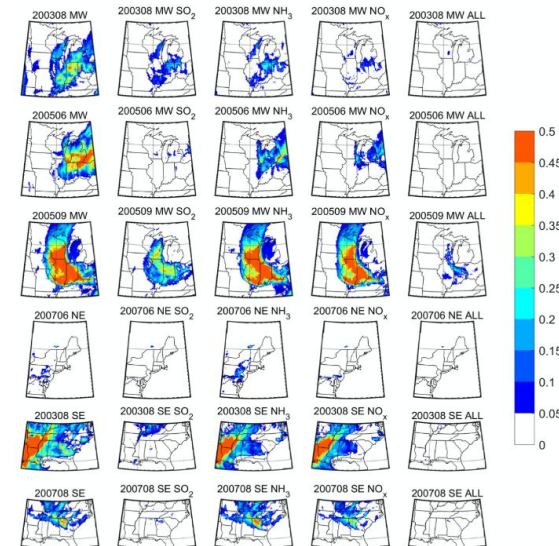 200308 MW 200308 MW SO2 200308 MW NH3 200308 MW NOx 200308 MW ALL
200506 MW 200506 MW SO2 200506 MW NH3 200506 MW NOx 200506 MW ALL
0.5
0.45
200509 MW 200509 MW SO2 200509 MW NH3 200509 MW NOx 200509 MW ALL
0.4
0.35
0.3
0.25
200706 NE 200706 NE SO2 200706 NE NH3 200706 NE NOx 200706 NE ALL
0.2
0.15
0.1
200308 SE 200308 SE SO2 200308 SE NH3 200308 SE NOx 200308 SE ALL
0.05
0
200708 SE 200708 SE SO2 200708 SE NH3 200708 SE NOx 200708 SE ALL